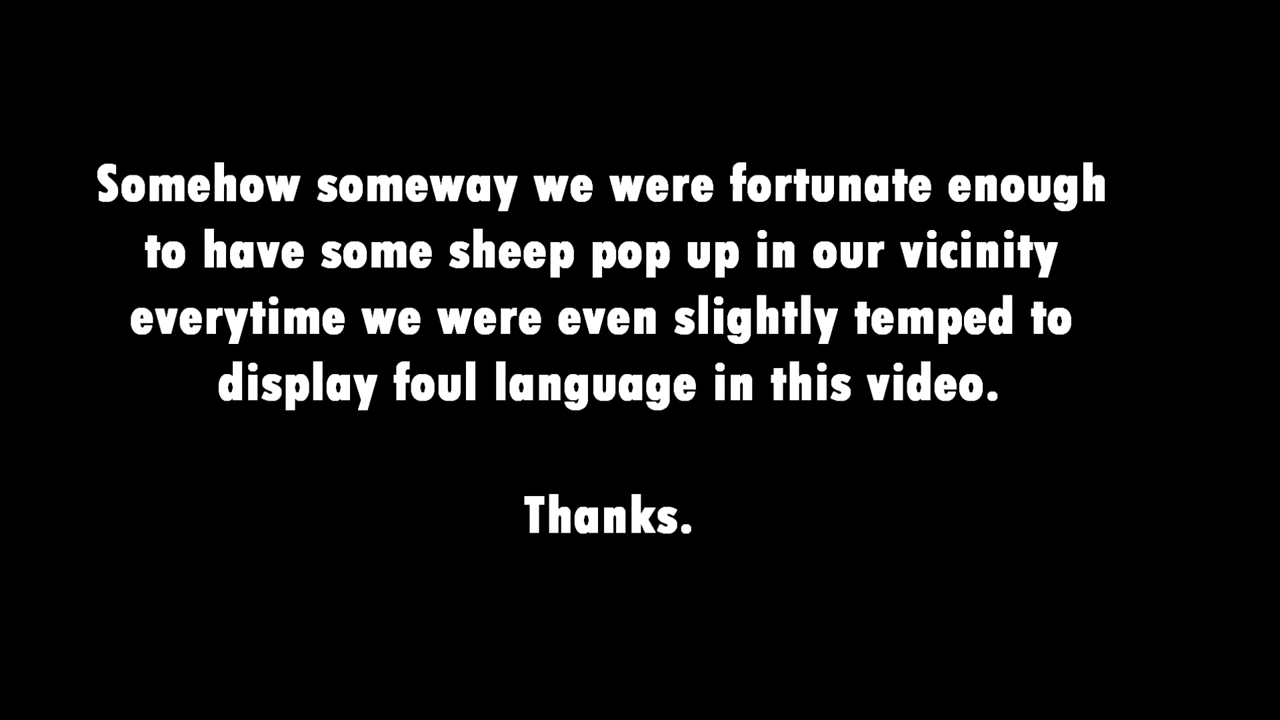 Somehow someway we were fortunate enough
to have some sheep pop up in our vicinity
everytime we were even slightly temped to
display foul language in this video.
Thanks.